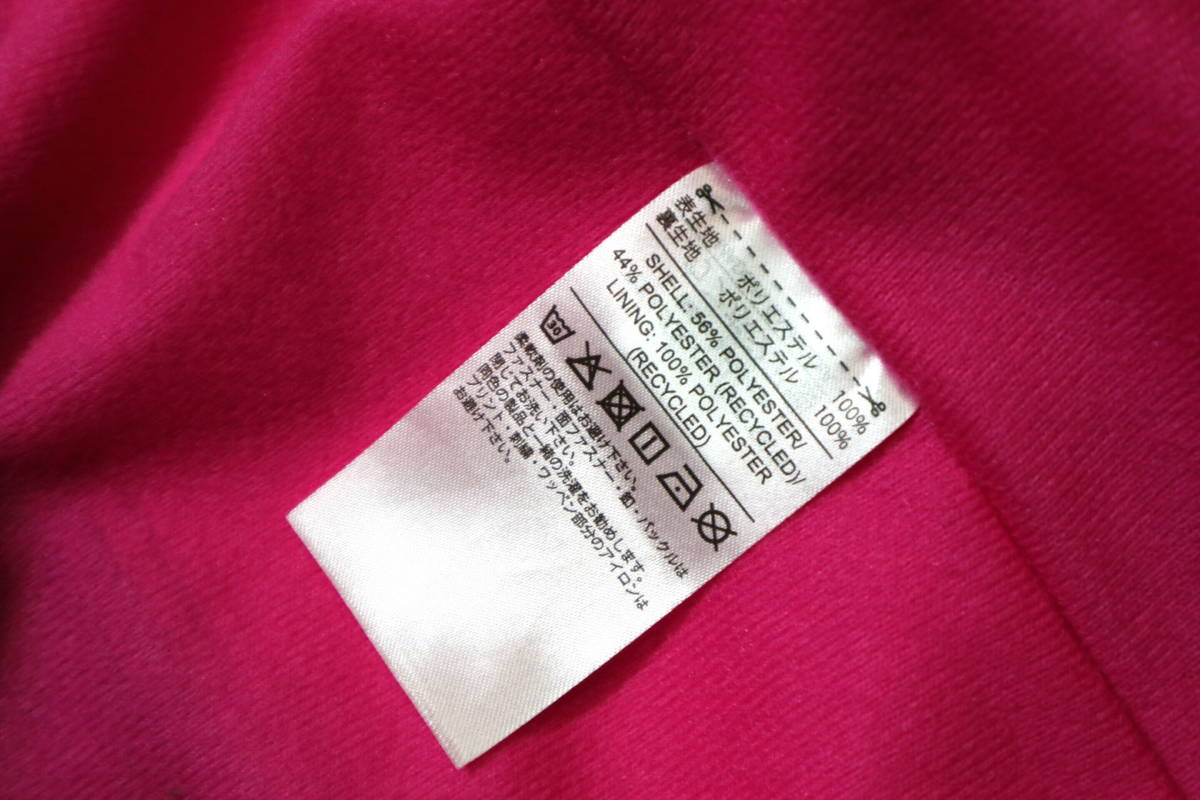 表生地 ポリエステル 100%
裏生地 ポリエステル 100%
SHELL: 56% POLYESTER/
44% POLYESTER (RECYCLED)/
LINING: 100% POLYESTER
(RECYCLED)
30
柔軟剤の使用はお避け下さい。
ファスナー・面ファスナー・釦・バックルは
閉じてお洗い下さい。
同色の製品と一緒の洗濯をお勧めします。
プリント・刺繍・ワッペン部分のアイロンは
お避け下さい。